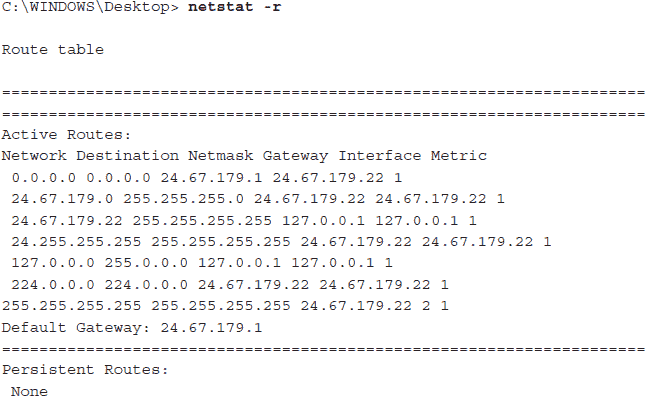 C:\WINDOWS\Desktop> netstat -r
Route table
=====================================================================
=====================================================================
Active Routes:
Network Destination Netmask Gateway Interface Metric
0.0.0.0 0.0.0.0 24.67.179.1 24.67.179.22 1
24.67.179.0 255.255.255.0 24.67.179.22 24.67.179.22 1
24.67.179.22 255.255.255.255 127.0.0.1 127.0.0.1 1
24.255.255.255 255.255.255.255 24.67.179.22 24.67.179.22 1
127.0.0.0 255.0.0.0 127.0.0.1 127.0.0.1 1
224.0.0.0 224.0.0.0 24.67.179.22 24.67.179.22 1
255.255.255.255 255.255.255.255 24.67.179.22 2 1
Default Gateway: 24.67.179.1
=====================================================================
Persistent Routes:
None